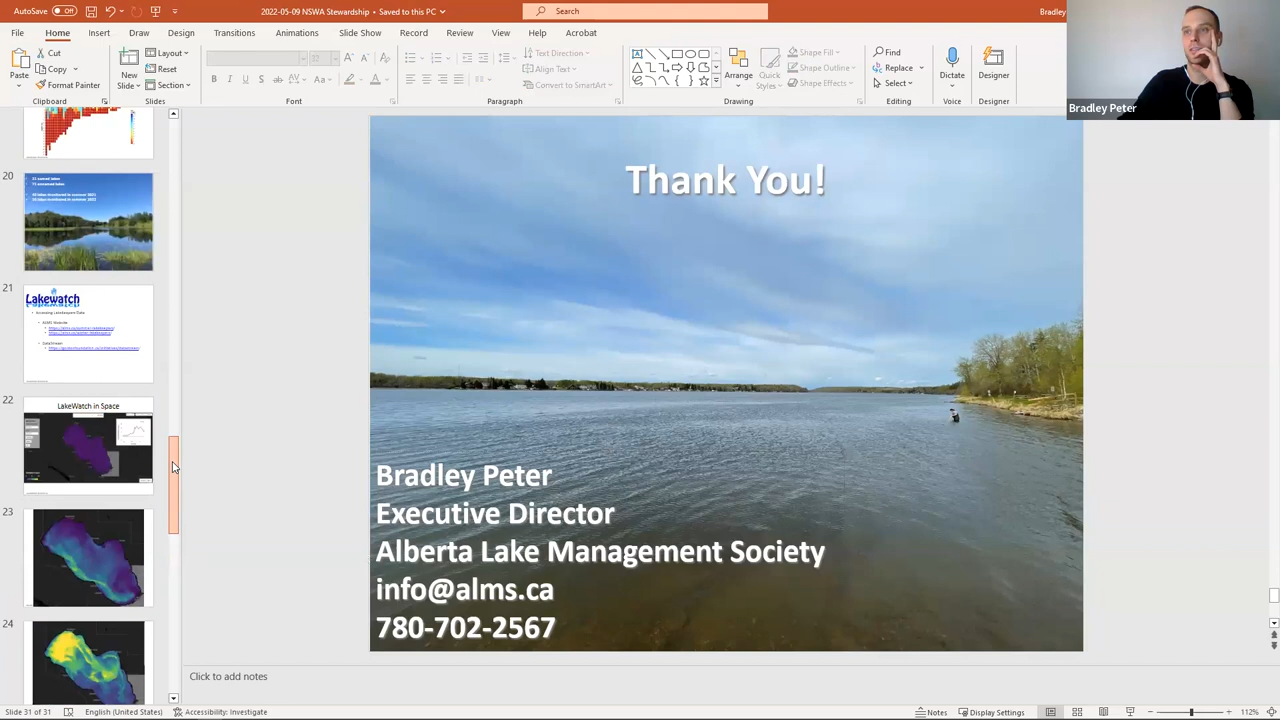 AutoSave Off 2022-05-09 NSWA Stewardship • Saved to this PC Search Bradley
File Home Insert Draw Design Transitions Animations Slide Show Record Review View Help Acrobat
Paste Cut Copy Format Painter
Clipboard
New Slide Layout Reset Section
Slides
32
Font
Text Direction
Align Text
Convert to SmartArt
Paragraph
Arrange Quick Styles
Shape Fill
Shape Outline
Shape Effects
Drawing
Find
Replace
Select
Editing
Dictate
Voice
Designer
Designer
Bradley Peter
20
21
Lakewatch
22
LakeWatch in Space
23
24
Thank You!
Bradley Peter
Executive Director
Alberta Lake Management Society
info@alms.ca
780-702-2567
Click to add notes
Slide 31 of 31 English (United States) Accessibility: Investigate Notes Display Settings 112%